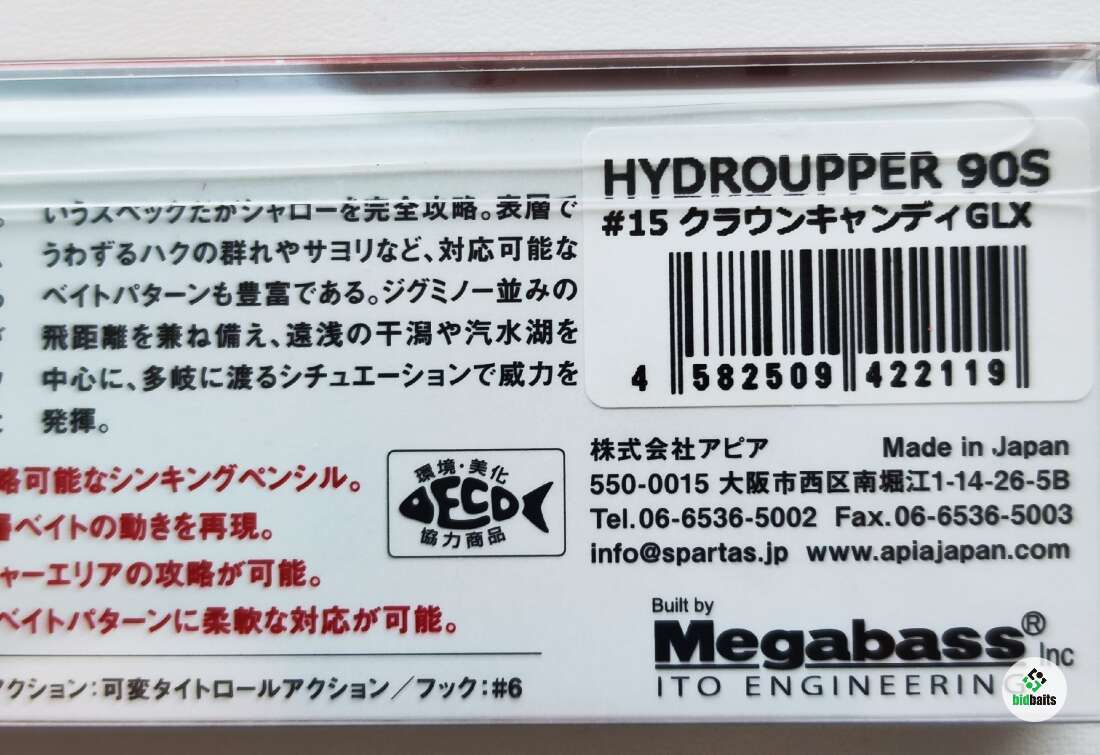 HYDROUPPER 90S
#15 クラウンキャンディGLX
4 582509 422119
いうスペックだがシャローを完全攻略。表層で
うわずるハクの群れやサヨリなど、対応可能な
ベイトパターンも豊富である。ジグミノー並みの
飛距離を兼ね備え、遠浅の干潟や汽水湖を
中心に、多岐に渡るシチュエーションで威力を
発揮。
略可能なシンキングペンシル。
ベイトの動きを再現。
ャーエリアの攻略が可能。
ベイトパターンに柔軟な対応が可能。
クション:可変タイトロールアクション/フック:#6
環境・美化
ECO
協力商品
株式会社アピア Made in Japan
550-0015 大阪市西区南堀江1-14-26-5B
Tel.06-6536-5002 Fax.06-6536-5003
info@spartas.jp www.apiajapan.com
Built by
Megabass® Inc
ITO ENGINEERING
bidbaits